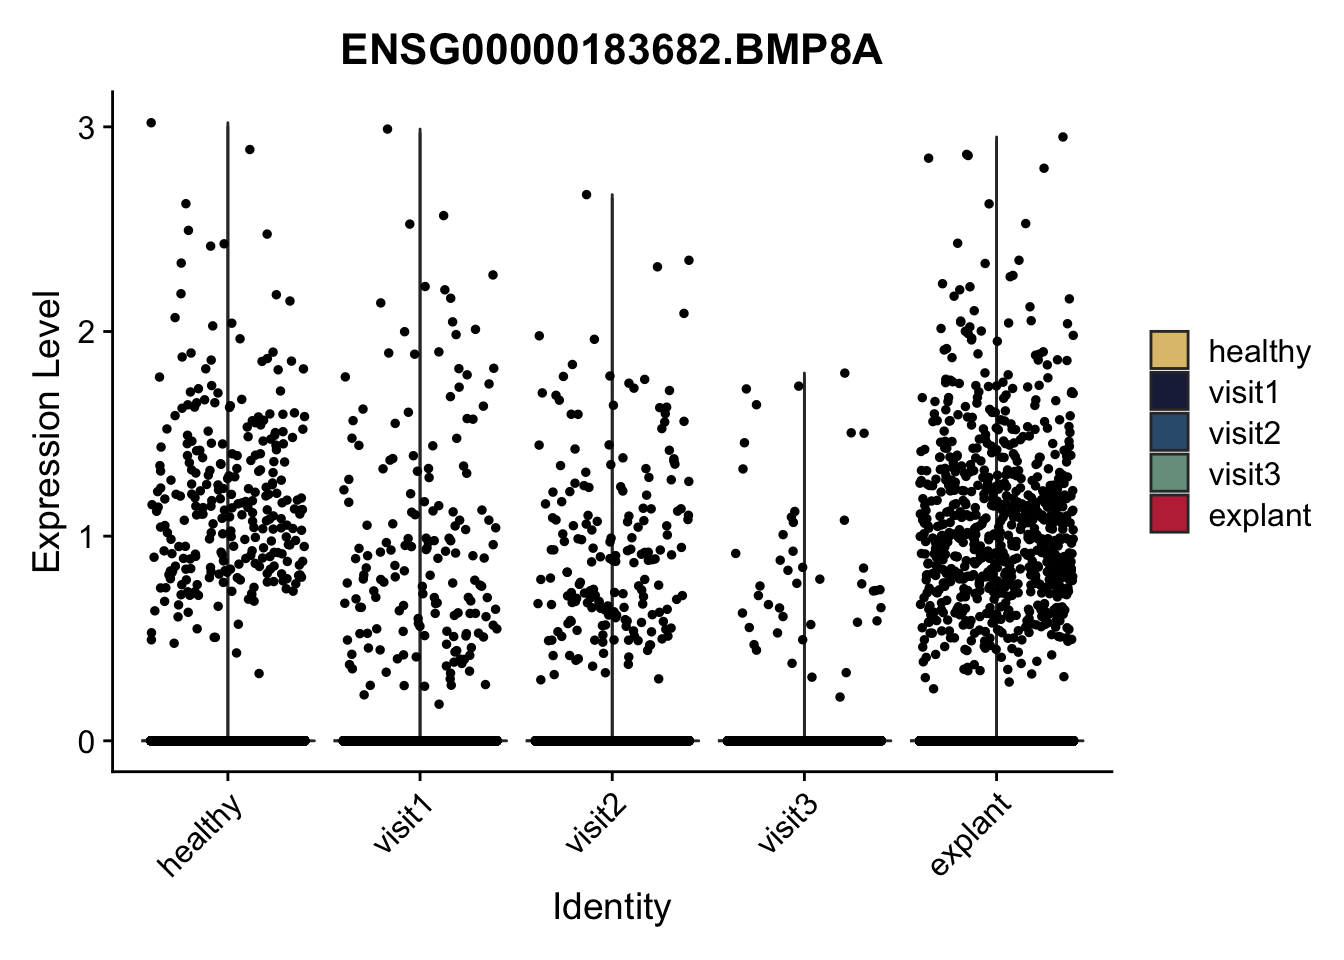 ENSG00000183682.BMP8A
Expression Level
3
2
1
0
healthy
visit1
visit2
visit3
explant
Identity
healthy
visit1
visit2
visit3
explant